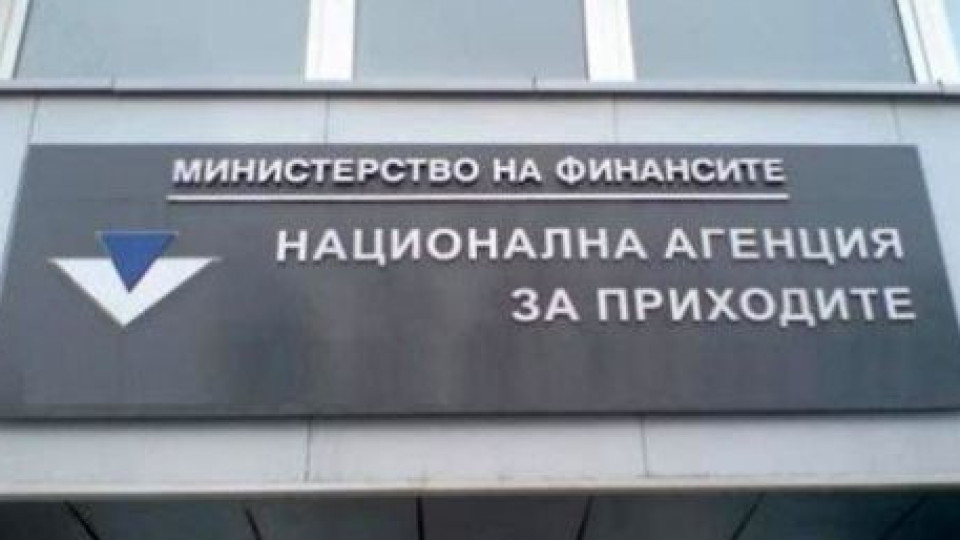 МИНИСТЕРСТВО НА ФИНАНСИТЕ
НАЦИОНАЛНА АГЕНЦИЯ
ЗА ПРИХОДИТЕ